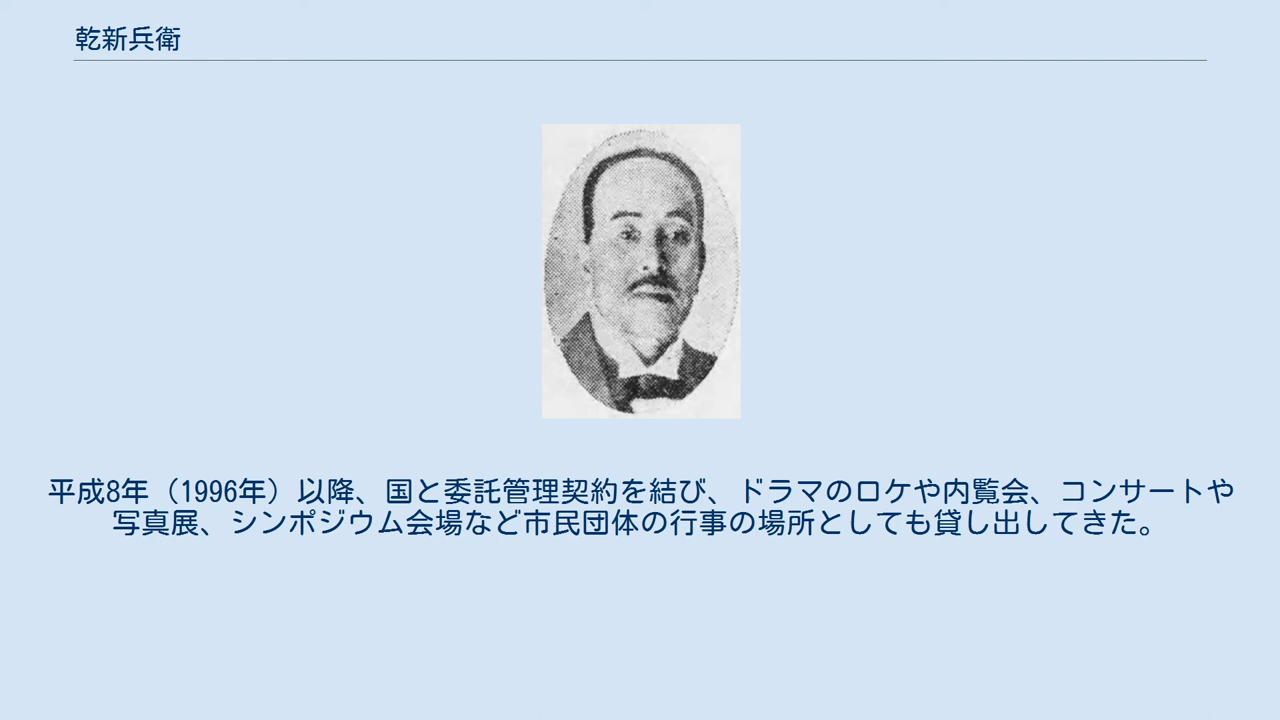 乾新兵衛
平成8年（1996年）以降、国と委託管理契約を結び、ドラマのロケや内覧会、コンサートや
写真展、シンポジウム会場など市民団体の行事の場所としても貸し出してきた。